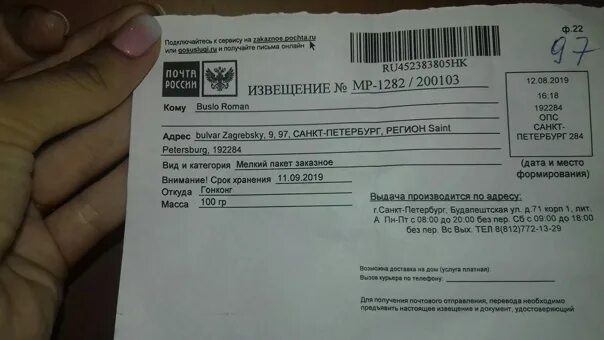 Подключайтесь к сервису на zakaznoe.pochta.ru
или gosuslugi.ru и получайте письма онлайн
ф.22
97
RU452383805HK
ПОЧТА РОССИИ
ИЗВЕЩЕНИЕ № МР-1282 / 200103
12.08.2019
16:18
192284
ОПС
САНКТ-
ПЕТЕРБУРГ 284
(дата и место
формирования)
Кому Buslo Roman
Адрес bulvar Zagrebsky, 9, 97, САНКТ-ПЕТЕРБУРГ, РЕГИОН Saint
Petersburg, 192284
Вид и категория Мелкий пакет заказное
Внимание! Срок хранения 11.09.2019
Откуда Гонконг
Масса 100 гр
Выдача производится по адресу:
г.Санкт-Петербург, Будапештская ул, д.71 корп 1, лит.
А Пн-Пт с 08:00 до 20:00 без пер. Сб с 09:00 до 18:00
без пер. Вс Вых. ТЕЛ 8(812)772-13-29
Возможна доставка на дом (услуга платная).
Вызов курьера по телефону:
Для получения почтового отправления, перевода необходимо
предъявить настоящее извещение и документ, удостоверяющий